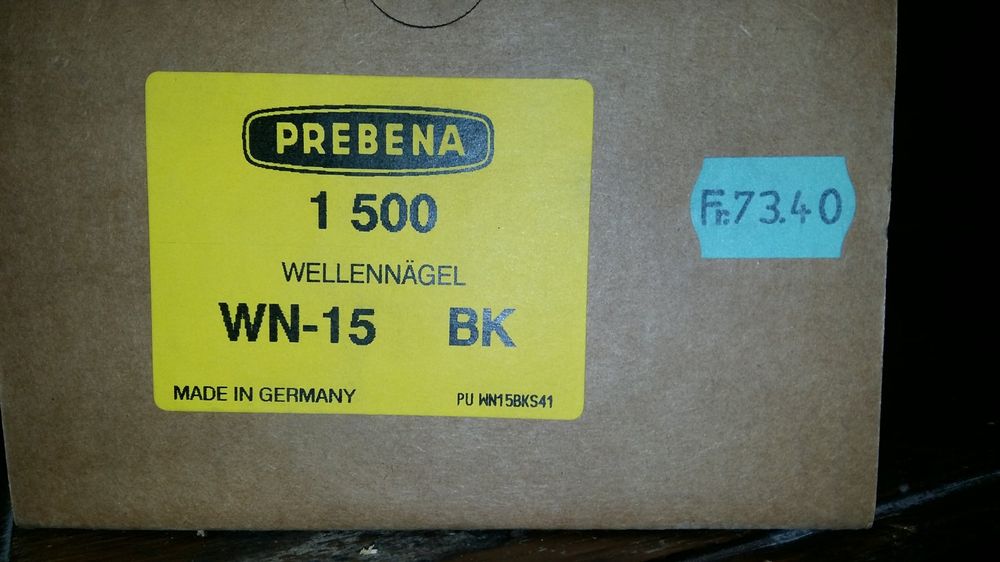 PREBENA
1 500
WELLENNÄGEL
WN-15 BK
MADE IN GERMANY PU WN15BKS41
Fr.73.40